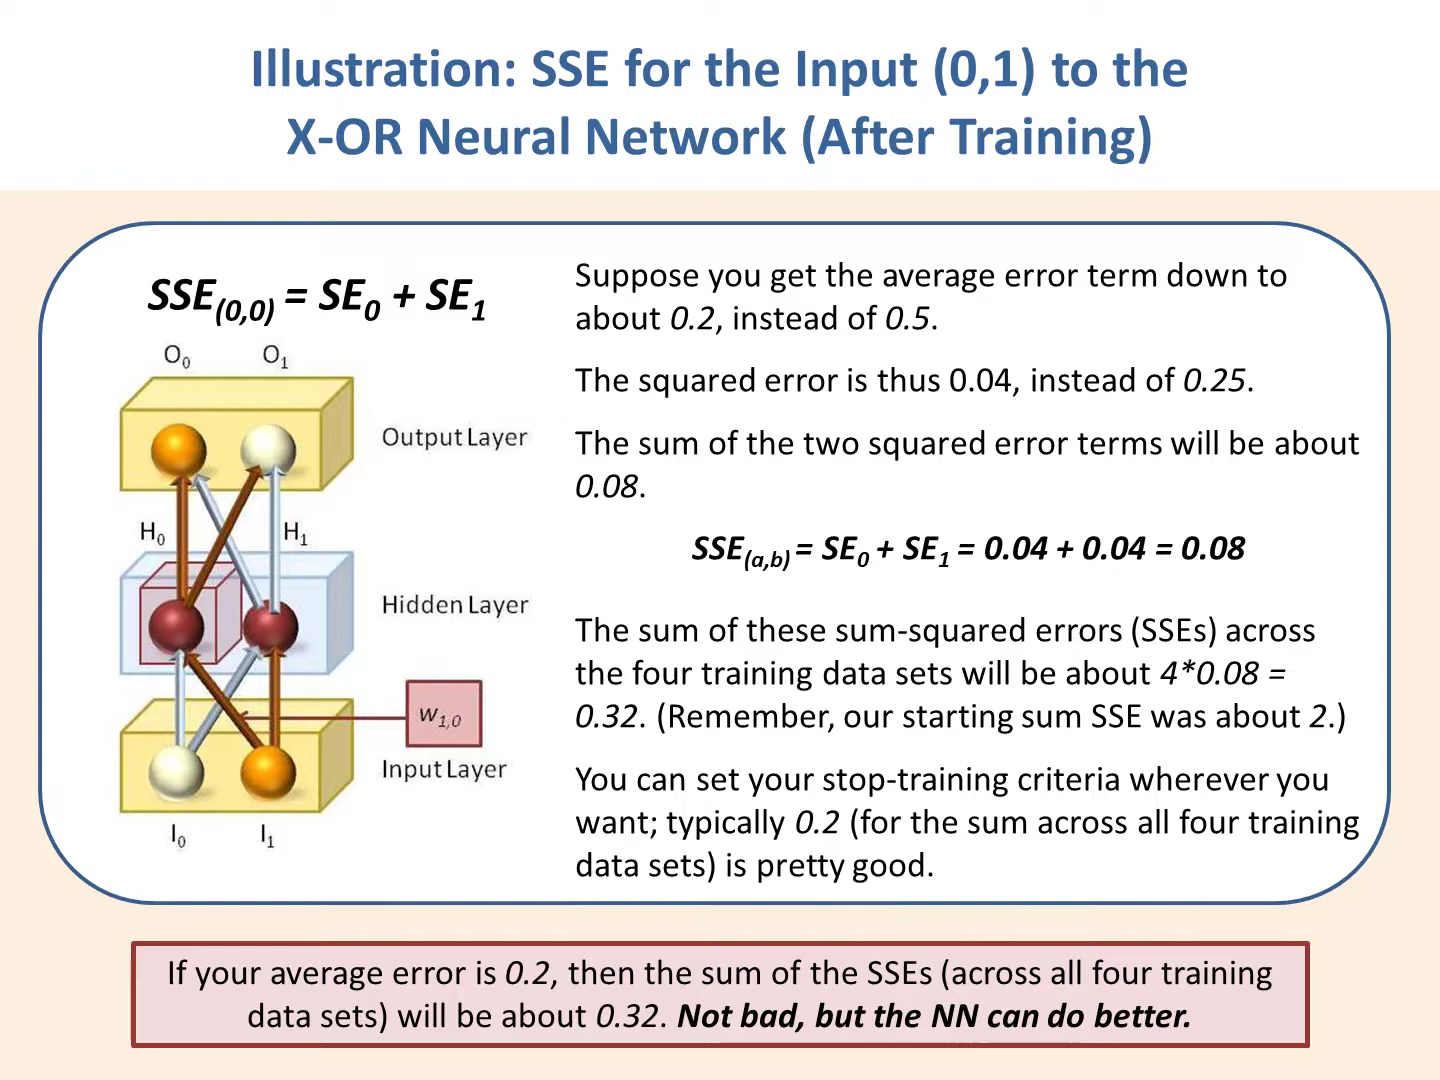 Illustration: SSE for the Input (0,1) to the
X-OR Neural Network (After Training)
SSE(0,0) = SE0 + SE1
O0 O1
Output Layer
H0 H1
Hidden Layer
w1,0
Input Layer
I0 I1
Suppose you get the average error term down to
about 0.2, instead of 0.5.
The squared error is thus 0.04, instead of 0.25.
The sum of the two squared error terms will be about
0.08.
SSE(a,b) = SE0 + SE1 = 0.04 + 0.04 = 0.08
The sum of these sum-squared errors (SSEs) across
the four training data sets will be about 4*0.08 =
0.32. (Remember, our starting sum SSE was about 2.)
You can set your stop-training criteria wherever you
want; typically 0.2 (for the sum across all four training
data sets) is pretty good.
If your average error is 0.2, then the sum of the SSEs (across all four training
data sets) will be about 0.32. Not bad, but the NN can do better.